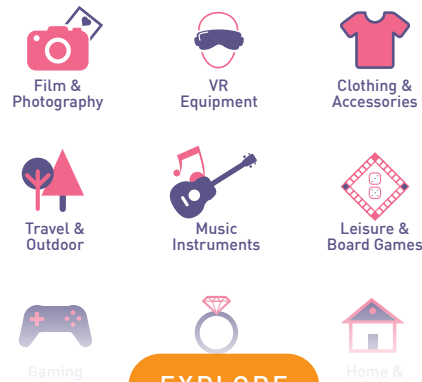 Film &
Photography
VR
Equipment
Clothing &
Accessories
Travel &
Outdoor
Music
Instruments
Leisure &
Board Games
Gaming
Home &
EXPLORE